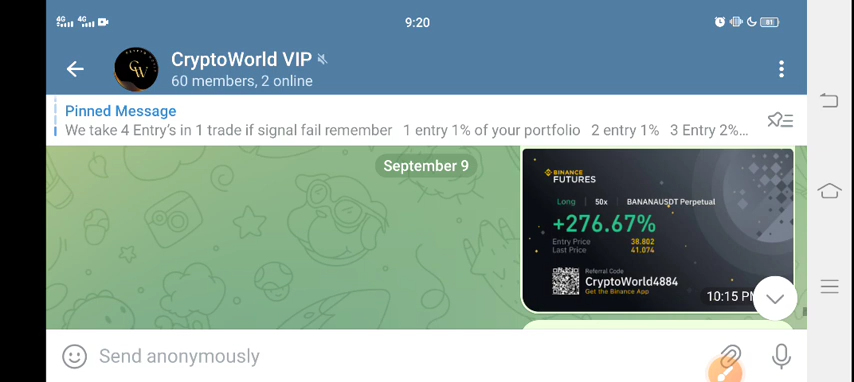 4G 4G 9:20 81
CryptoWorld VIP
60 members, 2 online
Pinned Message
We take 4 Entry's in 1 trade if signal fail remember 1 entry 1% of your portfolio 2 entry 1% 3 Entry 2%...
September 9
BINANCE
FUTURES
Long | 50x | BANANAUSDT Perpetual
+276.67%
Entry Price 38.802
Last Price 41.074
Referral Code
CryptoWorld4884
Get the Binance App
10:15 PM
Send anonymously